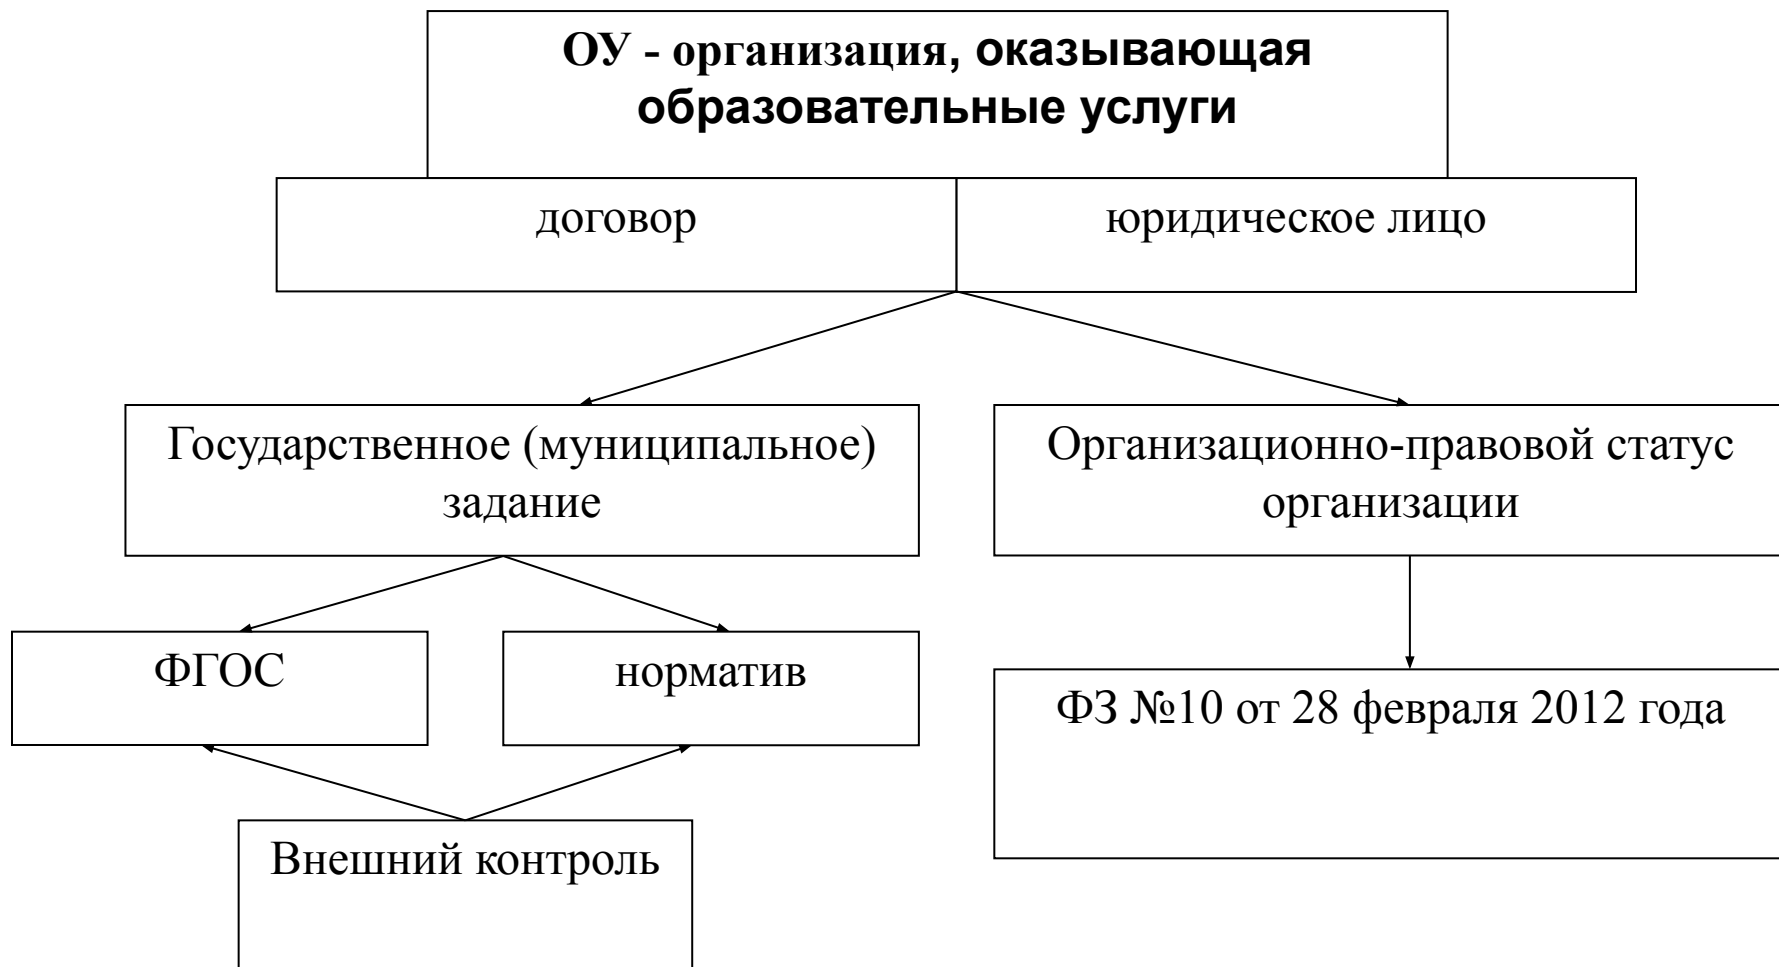 ОУ - организация, оказывающая
образовательные услуги
договор
юридическое лицо
Государственное (муниципальное)
задание
Организационно-правовой статус
организации
ФГОС
норматив
ФЗ №10 от 28 февраля 2012 года
Внешний контроль